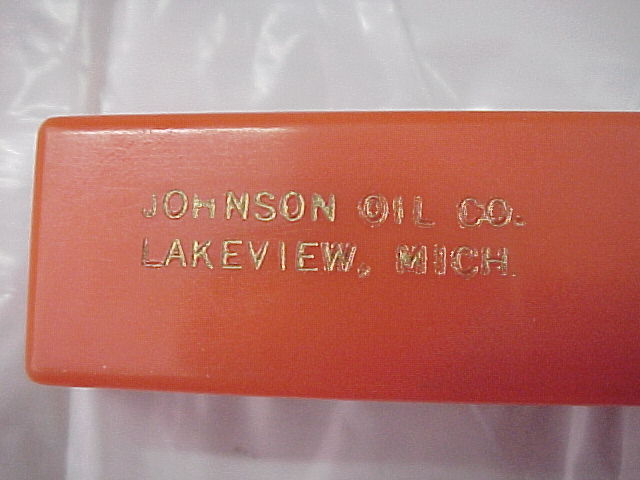 JOHNSON OIL CO.
LAKEVIEW, MICH.